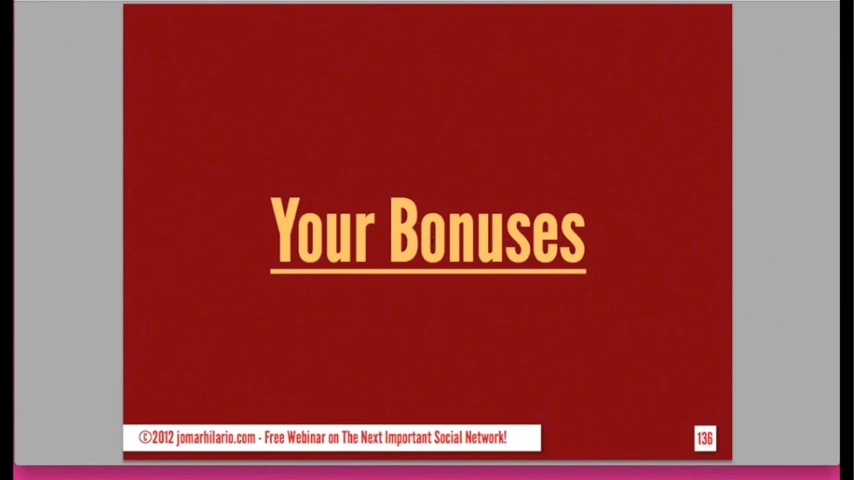 Your Bonuses
©2012 jomarhilario.com - Free Webinar on The Next Important Social Network!
136